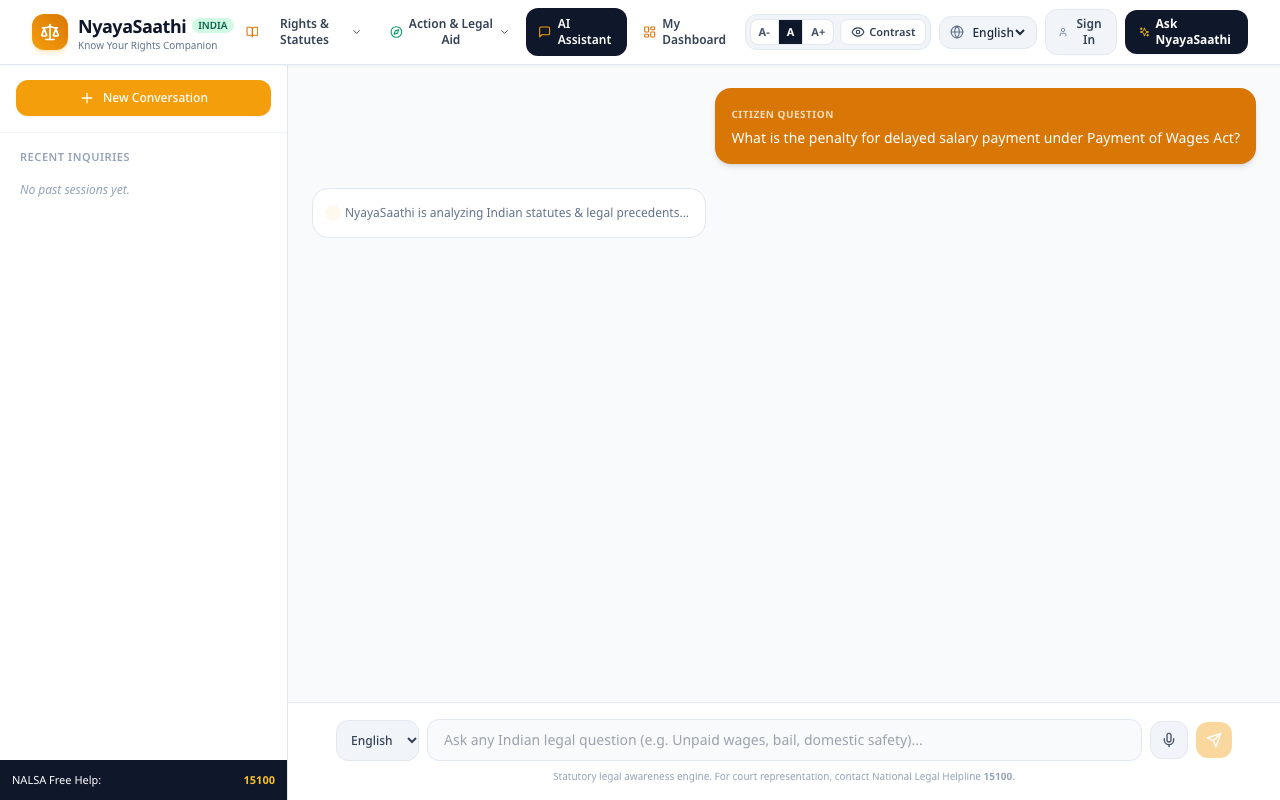 NyayaSaathi INDIA
Know Your Rights Companion
Rights & Statutes
Action & Legal Aid
AI Assistant
My Dashboard
A- A A+ Contrast
English
Sign In
Ask NyayaSaathi
New Conversation
RECENT INQUIRIES
No past sessions yet.
CITIZEN QUESTION
What is the penalty for delayed salary payment under Payment of Wages Act?
NyayaSaathi is analyzing Indian statutes & legal precedents...
English
Ask any Indian legal question (e.g. Unpaid wages, bail, domestic safety)...
Statutory legal awareness engine. For court representation, contact National Legal Helpline 15100.
NALSA Free Help: 15100